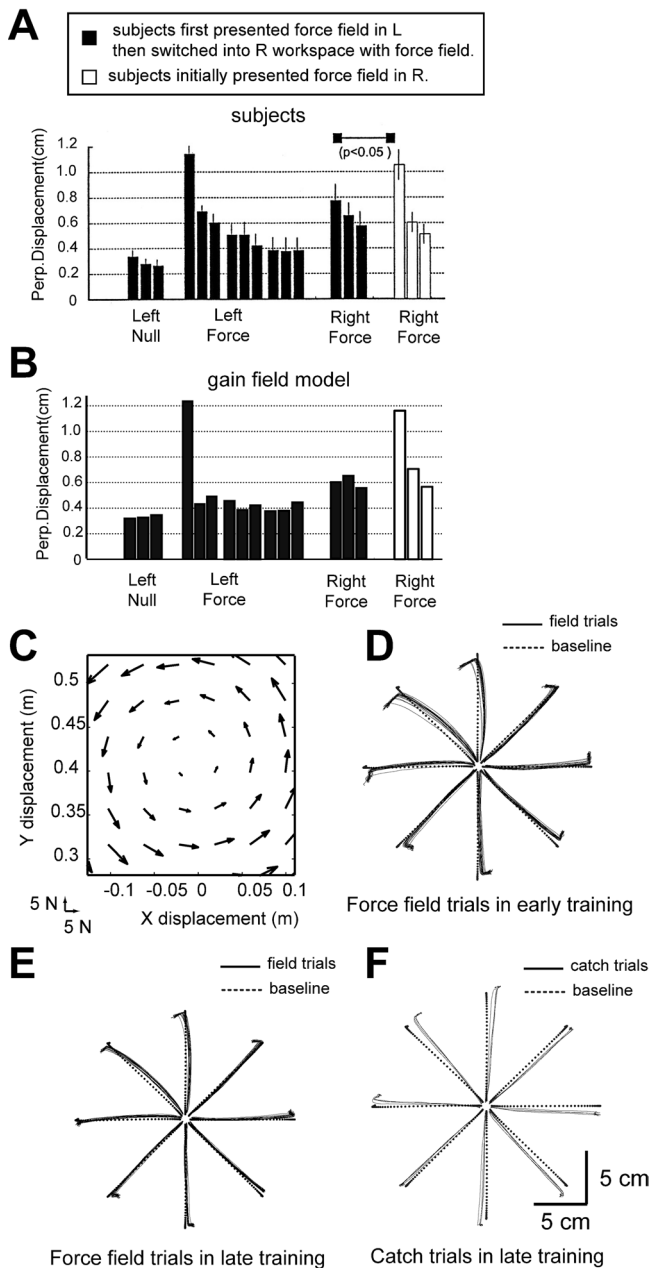 A
subjects first presented force field in L
then switched into R workspace with force field.
subjects initially presented force field in R.
subjects
(p<0.05 )
Perp.Displacement(cm)
1.2
1.0
0.8
0.6
0.4
0.2
0
Left
Null
Left
Force
Right
Force
Right
Force
B
gain field model
Perp.Displacement(cm)
1.2
1.0
0.8
0.6
0.4
0.2
0
Left
Null
Left
Force
Right
Force
Right
Force
C
Y displacement (m)
0.5
0.45
0.4
0.35
0.3
-0.1 -0.05 0 0.05 0.1
X displacement (m)
5 N
5 N
D
field trials
baseline
Force field trials in early training
E
field trials
baseline
Force field trials in late training
F
catch trials
baseline
5 cm
5 cm
Catch trials in late training